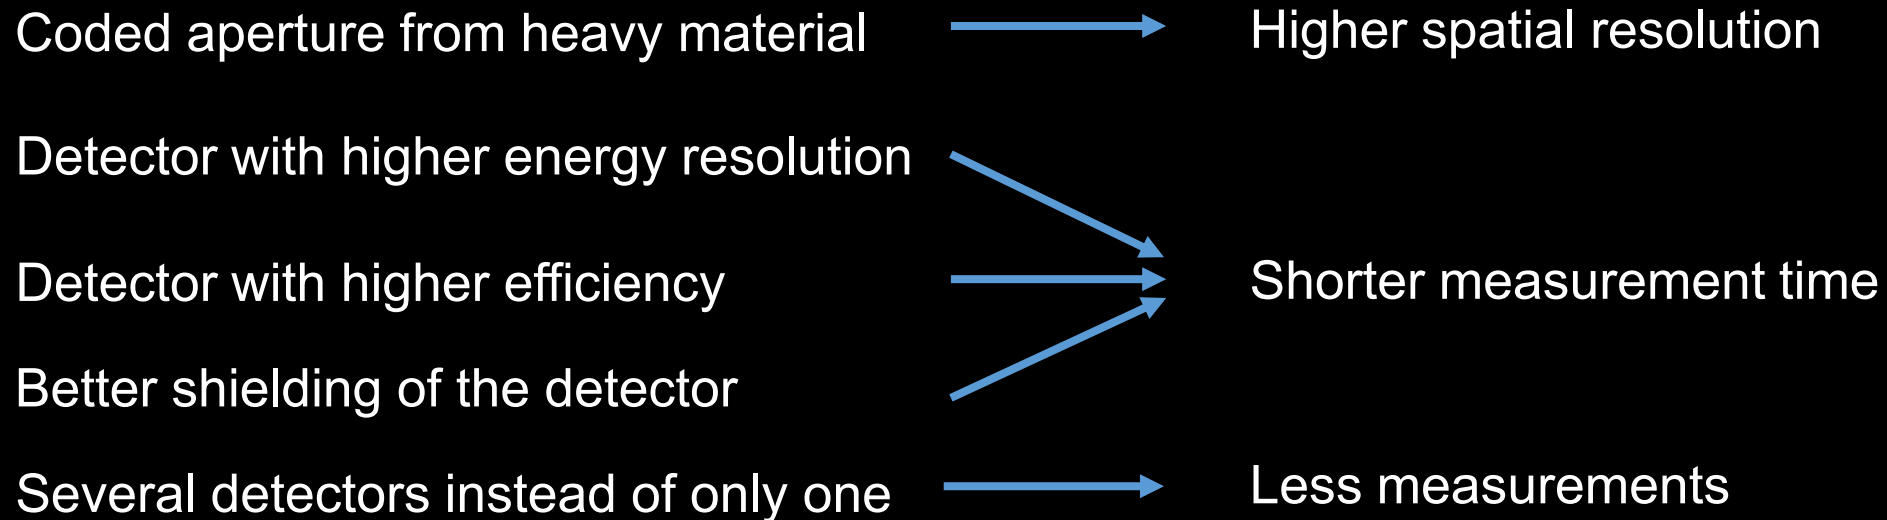 Coded aperture from heavy material
Higher spatial resolution
Detector with higher energy resolution
Detector with higher efficiency
Shorter measurement time
Better shielding of the detector
Several detectors instead of only one
Less measurements